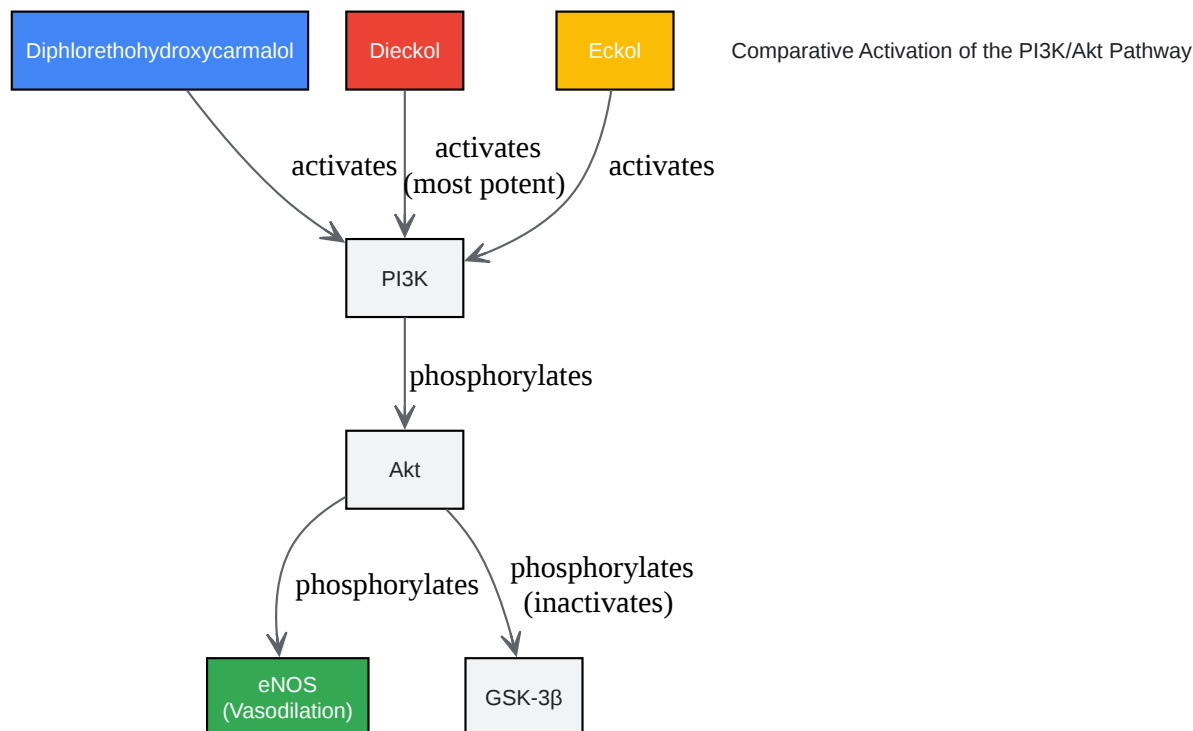 Diphlorethohydroxycarmalol
Dieckol
Eckol
Comparative Activation of the PI3K/Akt Pathway
activates
activates
(most potent)
activates
PI3K
phosphorylates
Akt
phosphorylates
phosphorylates
(inactivates)
eNOS
(Vasodilation)
GSK-3β